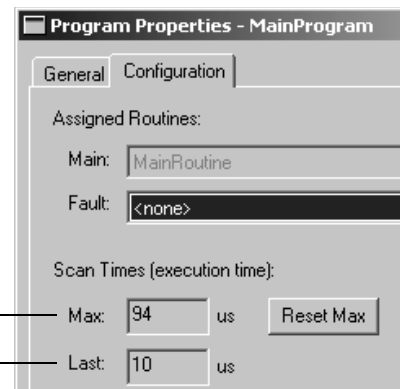 Program Properties - MainProgram
General Configuration
Assigned Routines:
Main: MainRoutine
Fault: <none>
Scan Times (execution time):
Max: 94 us Reset Max
Last: 10 us